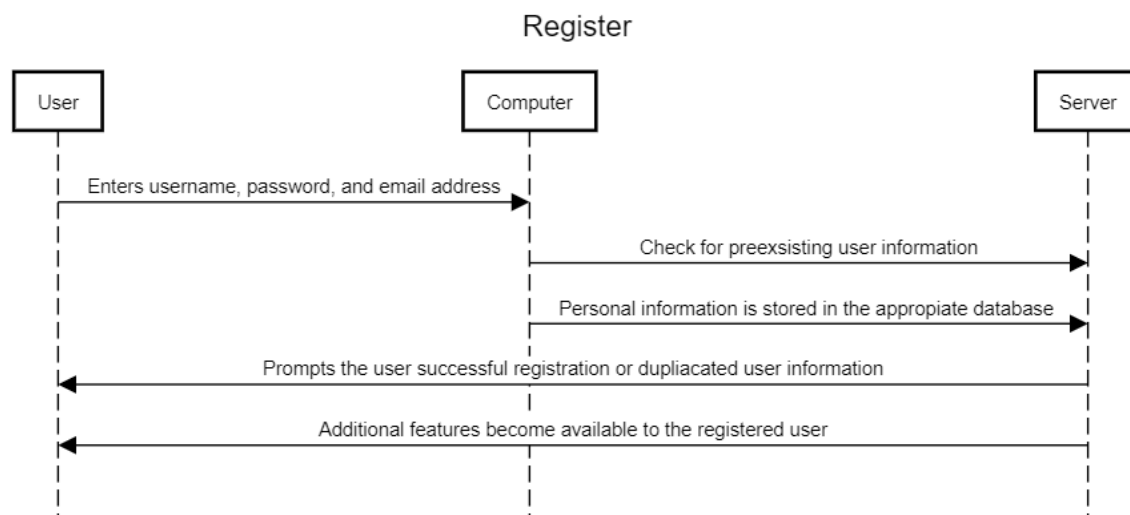 Register
User
Computer
Server
Enters username, password, and email address
Check for preexsisting user information
Personal information is stored in the appropiate database
Prompts the user successful registration or dupliacated user information
Additional features become available to the registered user